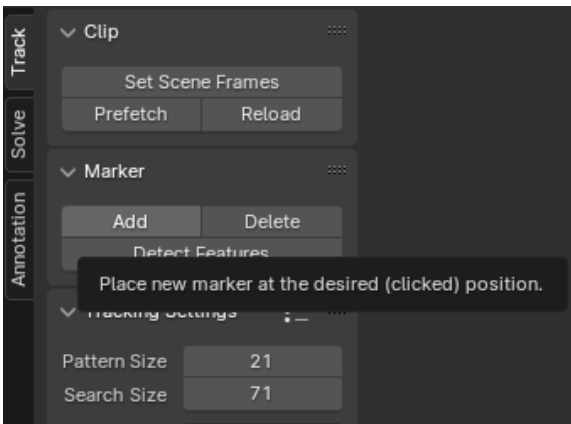 Track
Solve
Annotation
Clip
Set Scene Frames
Prefetch Reload
Marker
Add Delete
Detect Features
Place new marker at the desired (clicked) position.
Tracking Settings
Pattern Size 21
Search Size 71